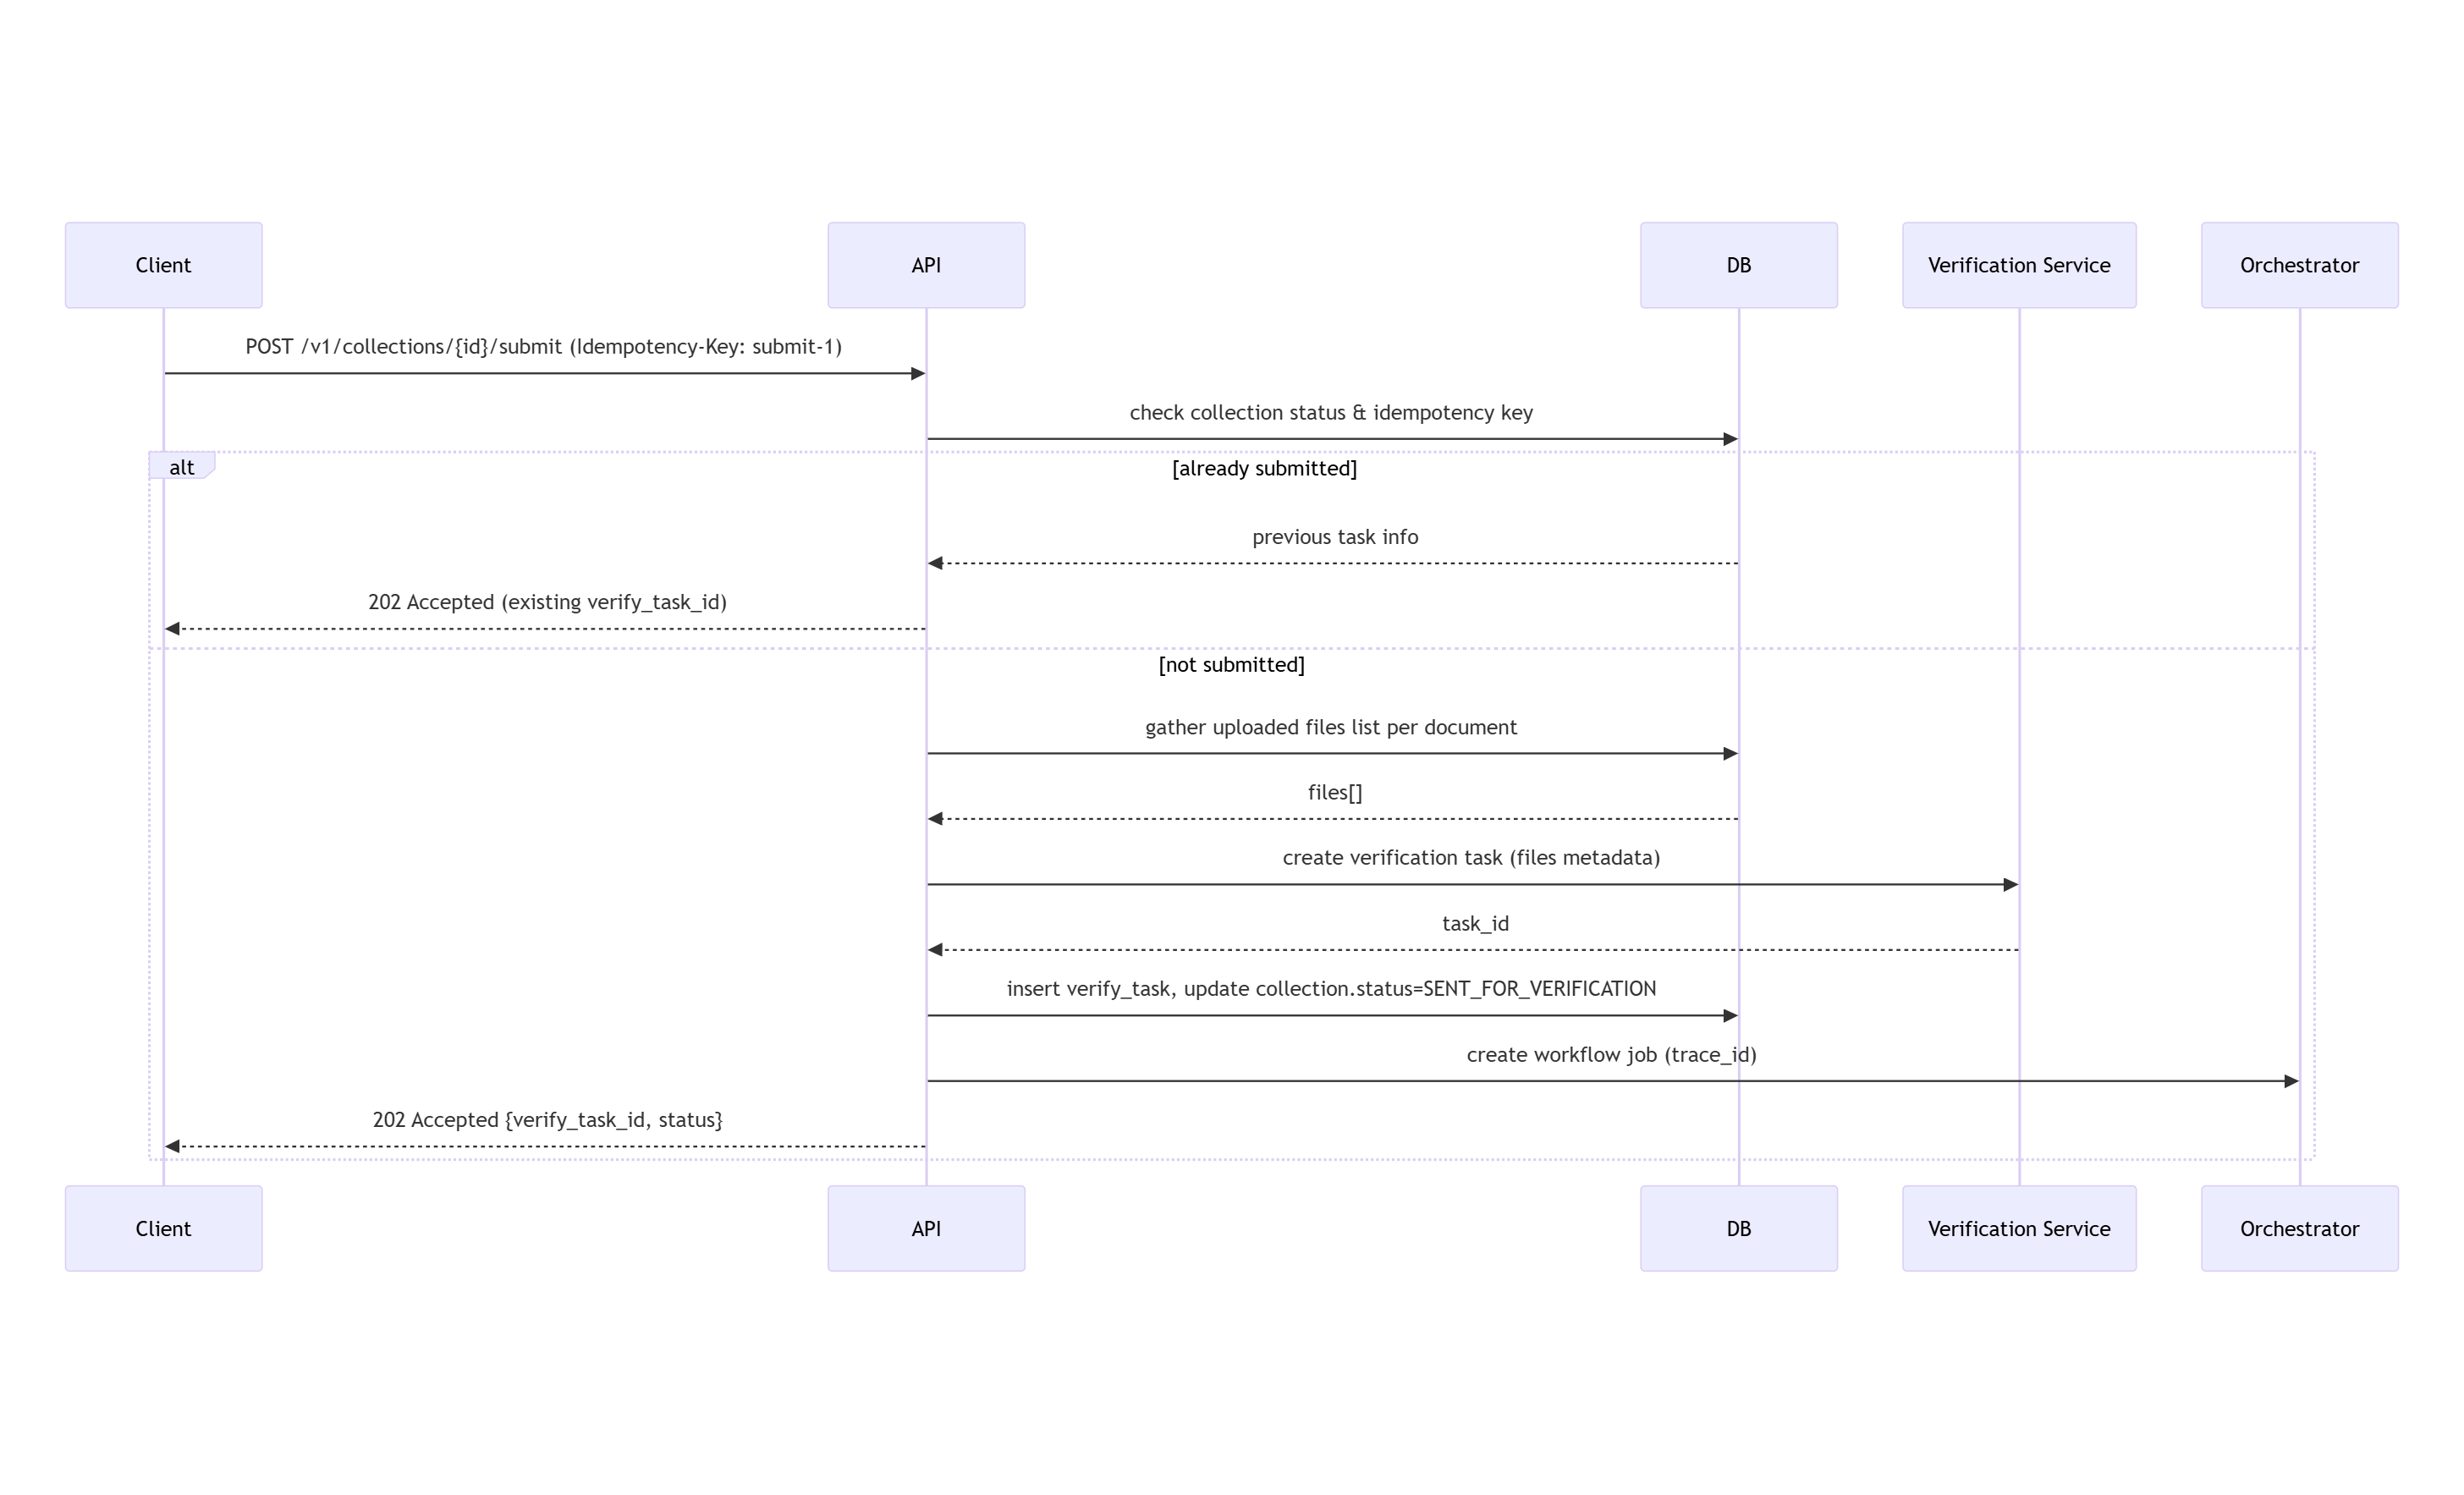 Client
API
DB
Verification Service
Orchestrator
POST /v1/collections/{id}/submit (Idempotency-Key: submit-1)
check collection status & idempotency key
alt
[already submitted]
previous task info
202 Accepted (existing verify_task_id)
[not submitted]
gather uploaded files list per document
files[]
create verification task (files metadata)
task_id
insert verify_task, update collection.status=SENT_FOR_VERIFICATION
create workflow job (trace_id)
202 Accepted {verify_task_id, status}
Client
API
DB
Verification Service
Orchestrator